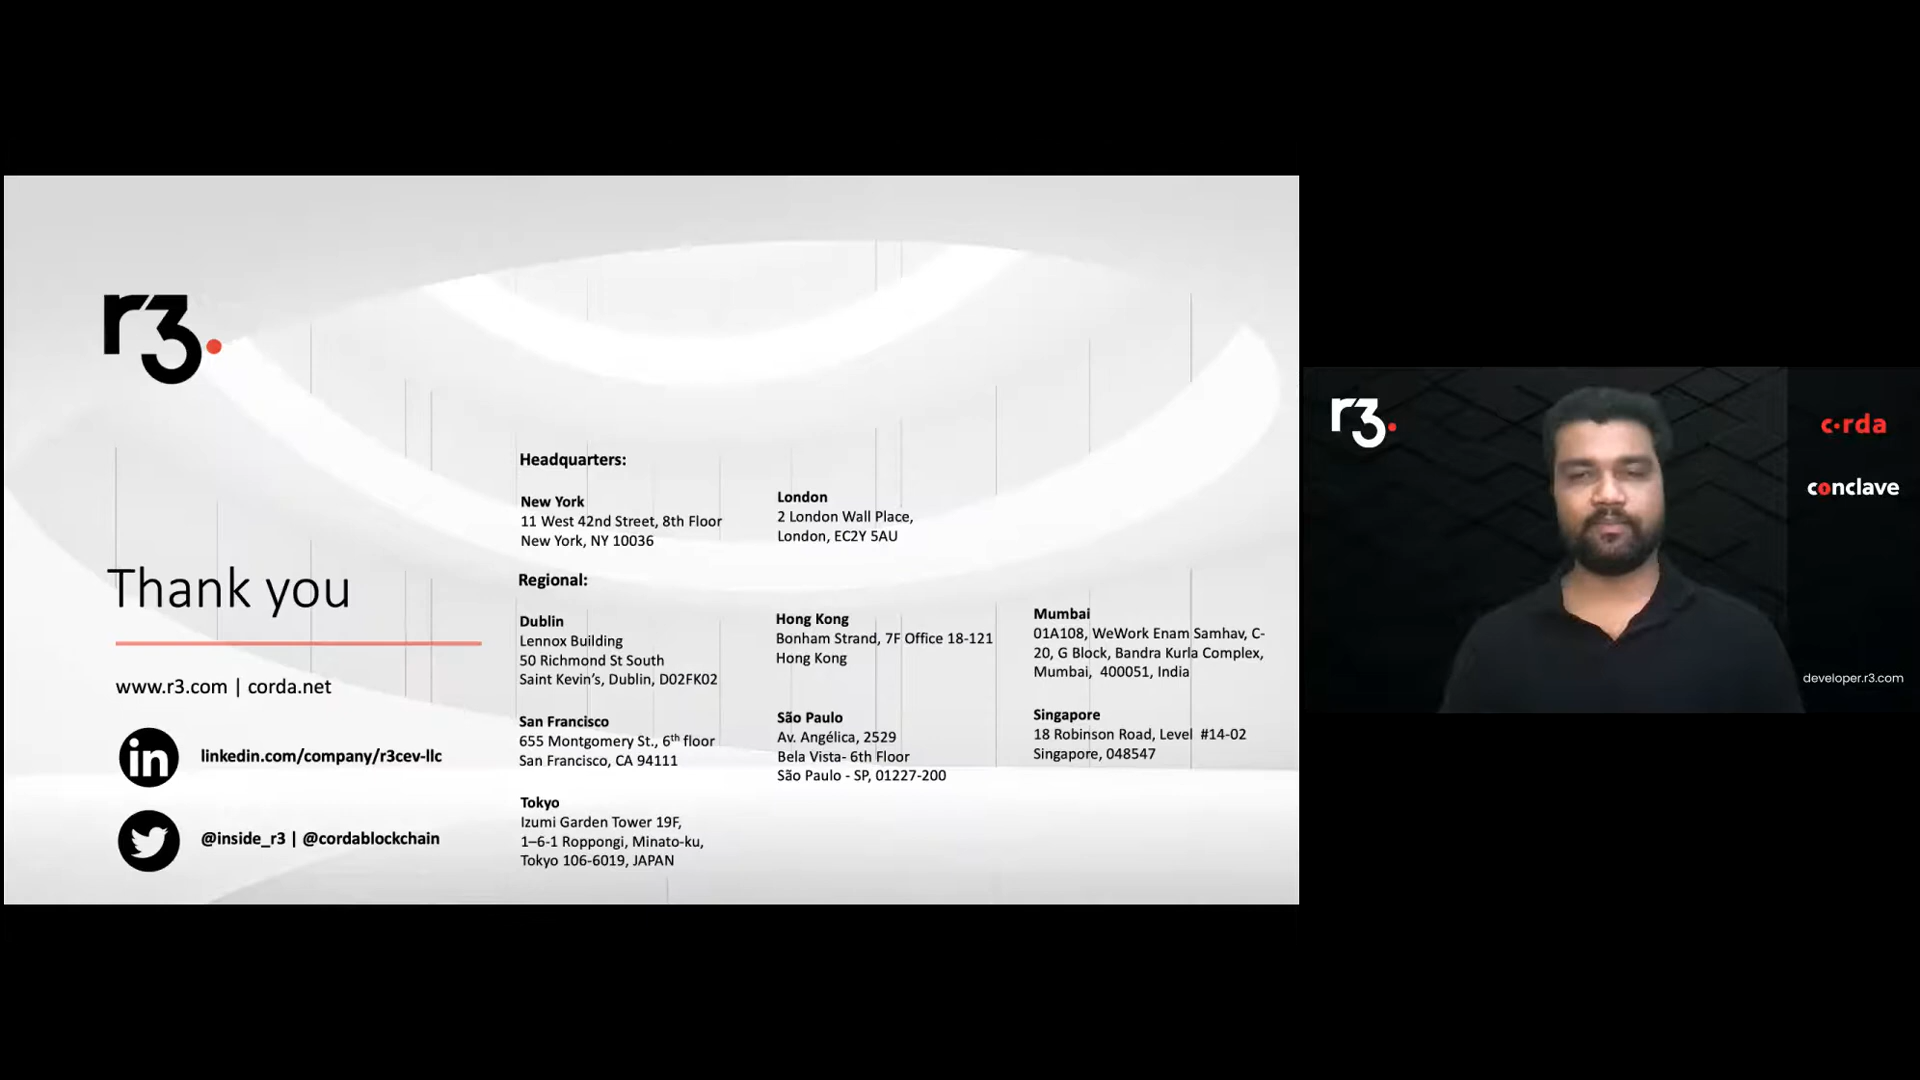 r3.
Thank you
www.r3.com | corda.net
in
linkedin.com/company/r3cev-llc
@inside_r3 | @cordablockchain
Headquarters:
New York
11 West 42nd Street, 8th Floor
New York, NY 10036
London
2 London Wall Place,
London, EC2Y 5AU
Regional:
Dublin
Lennox Building
50 Richmond St South
Saint Kevin’s, Dublin, D02FK02
Hong Kong
Bonham Strand, 7F Office 18-121
Hong Kong
Mumbai
01A108, WeWork Enam Samhav, C-
20, G Block, Bandra Kurla Complex,
Mumbai,  400051, India
San Francisco
655 Montgomery St., 6th floor
San Francisco, CA 94111
São Paulo
Av. Angélica, 2529
Bela Vista- 6th Floor
São Paulo - SP, 01227-200
Singapore
18 Robinson Road, Level  #14-02
Singapore, 048547
Tokyo
Izumi Garden Tower 19F,
1–6-1 Roppongi, Minato-ku,
Tokyo 106-6019, JAPAN
r3.
c·rda
conclave
developer.r3.com